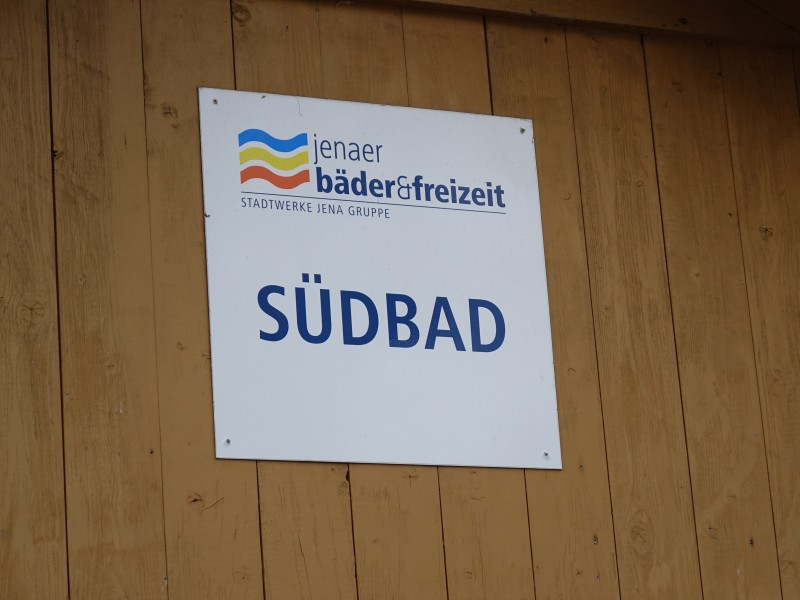 jenaer
bäder&freizeit
STADTWERKE JENA GRUPPE
SÜDBAD